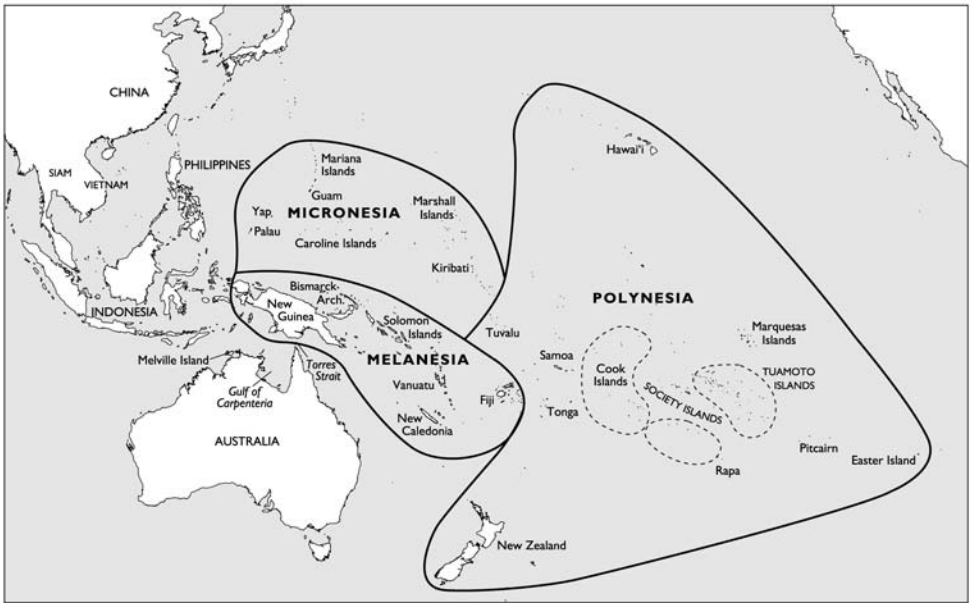 CHINA
SIAM
VIETNAM
PHILIPPINES
INDONESIA
Mariana
Islands
Guam
MICRONESIA
Yap
Palau
Caroline Islands
Marshall
Islands
Kiribati
Bismarck
Arch.
New
Guinea
Solomon
Islands
MELANESIA
Vanuatu
Fiji
New
Caledonia
Melville Island
Gulf of
Carpenteria
Torres
Strait
AUSTRALIA
Hawai'i
POLYNESIA
Tuvalu
Samoa
Tonga
Cook
Islands
SOCIETY ISLANDS
Marquesas
Islands
TUAMOTO
ISLANDS
Rapa
Pitcairn
Easter Island
New Zealand